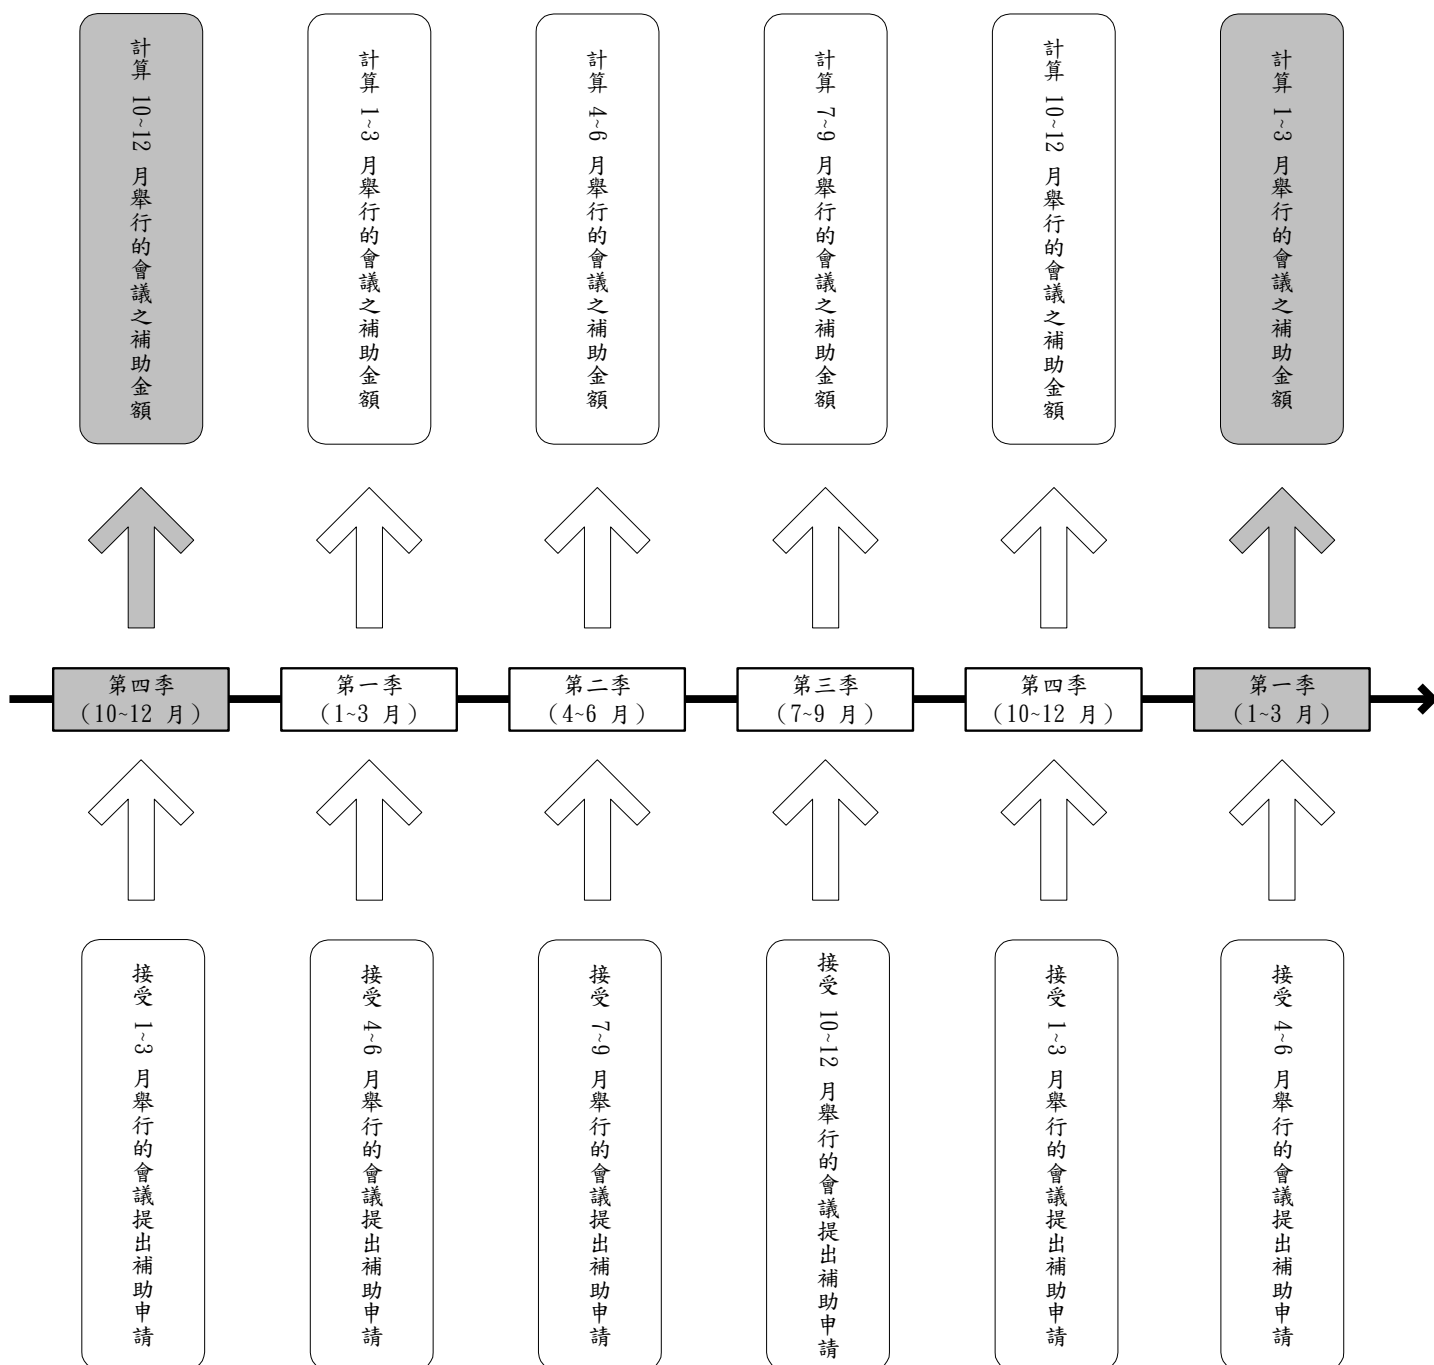 計算 10~12 月舉行的會議之補助金額
計算 1~3 月舉行的會議之補助金額
計算 4~6 月舉行的會議之補助金額
計算 7~9 月舉行的會議之補助金額
計算 10~12 月舉行的會議之補助金額
計算 1~3 月舉行的會議之補助金額
第四季
(10~12 月)
第一季
(1~3 月)
第二季
(4~6 月)
第三季
(7~9 月)
第四季
(10~12 月)
第一季
(1~3 月)
接受 1~3 月舉行的會議提出補助申請
接受 4~6 月舉行的會議提出補助申請
接受 7~9 月舉行的會議提出補助申請
接受 10~12 月舉行的會議提出補助申請
接受 1~3 月舉行的會議提出補助申請
接受 4~6 月舉行的會議提出補助申請